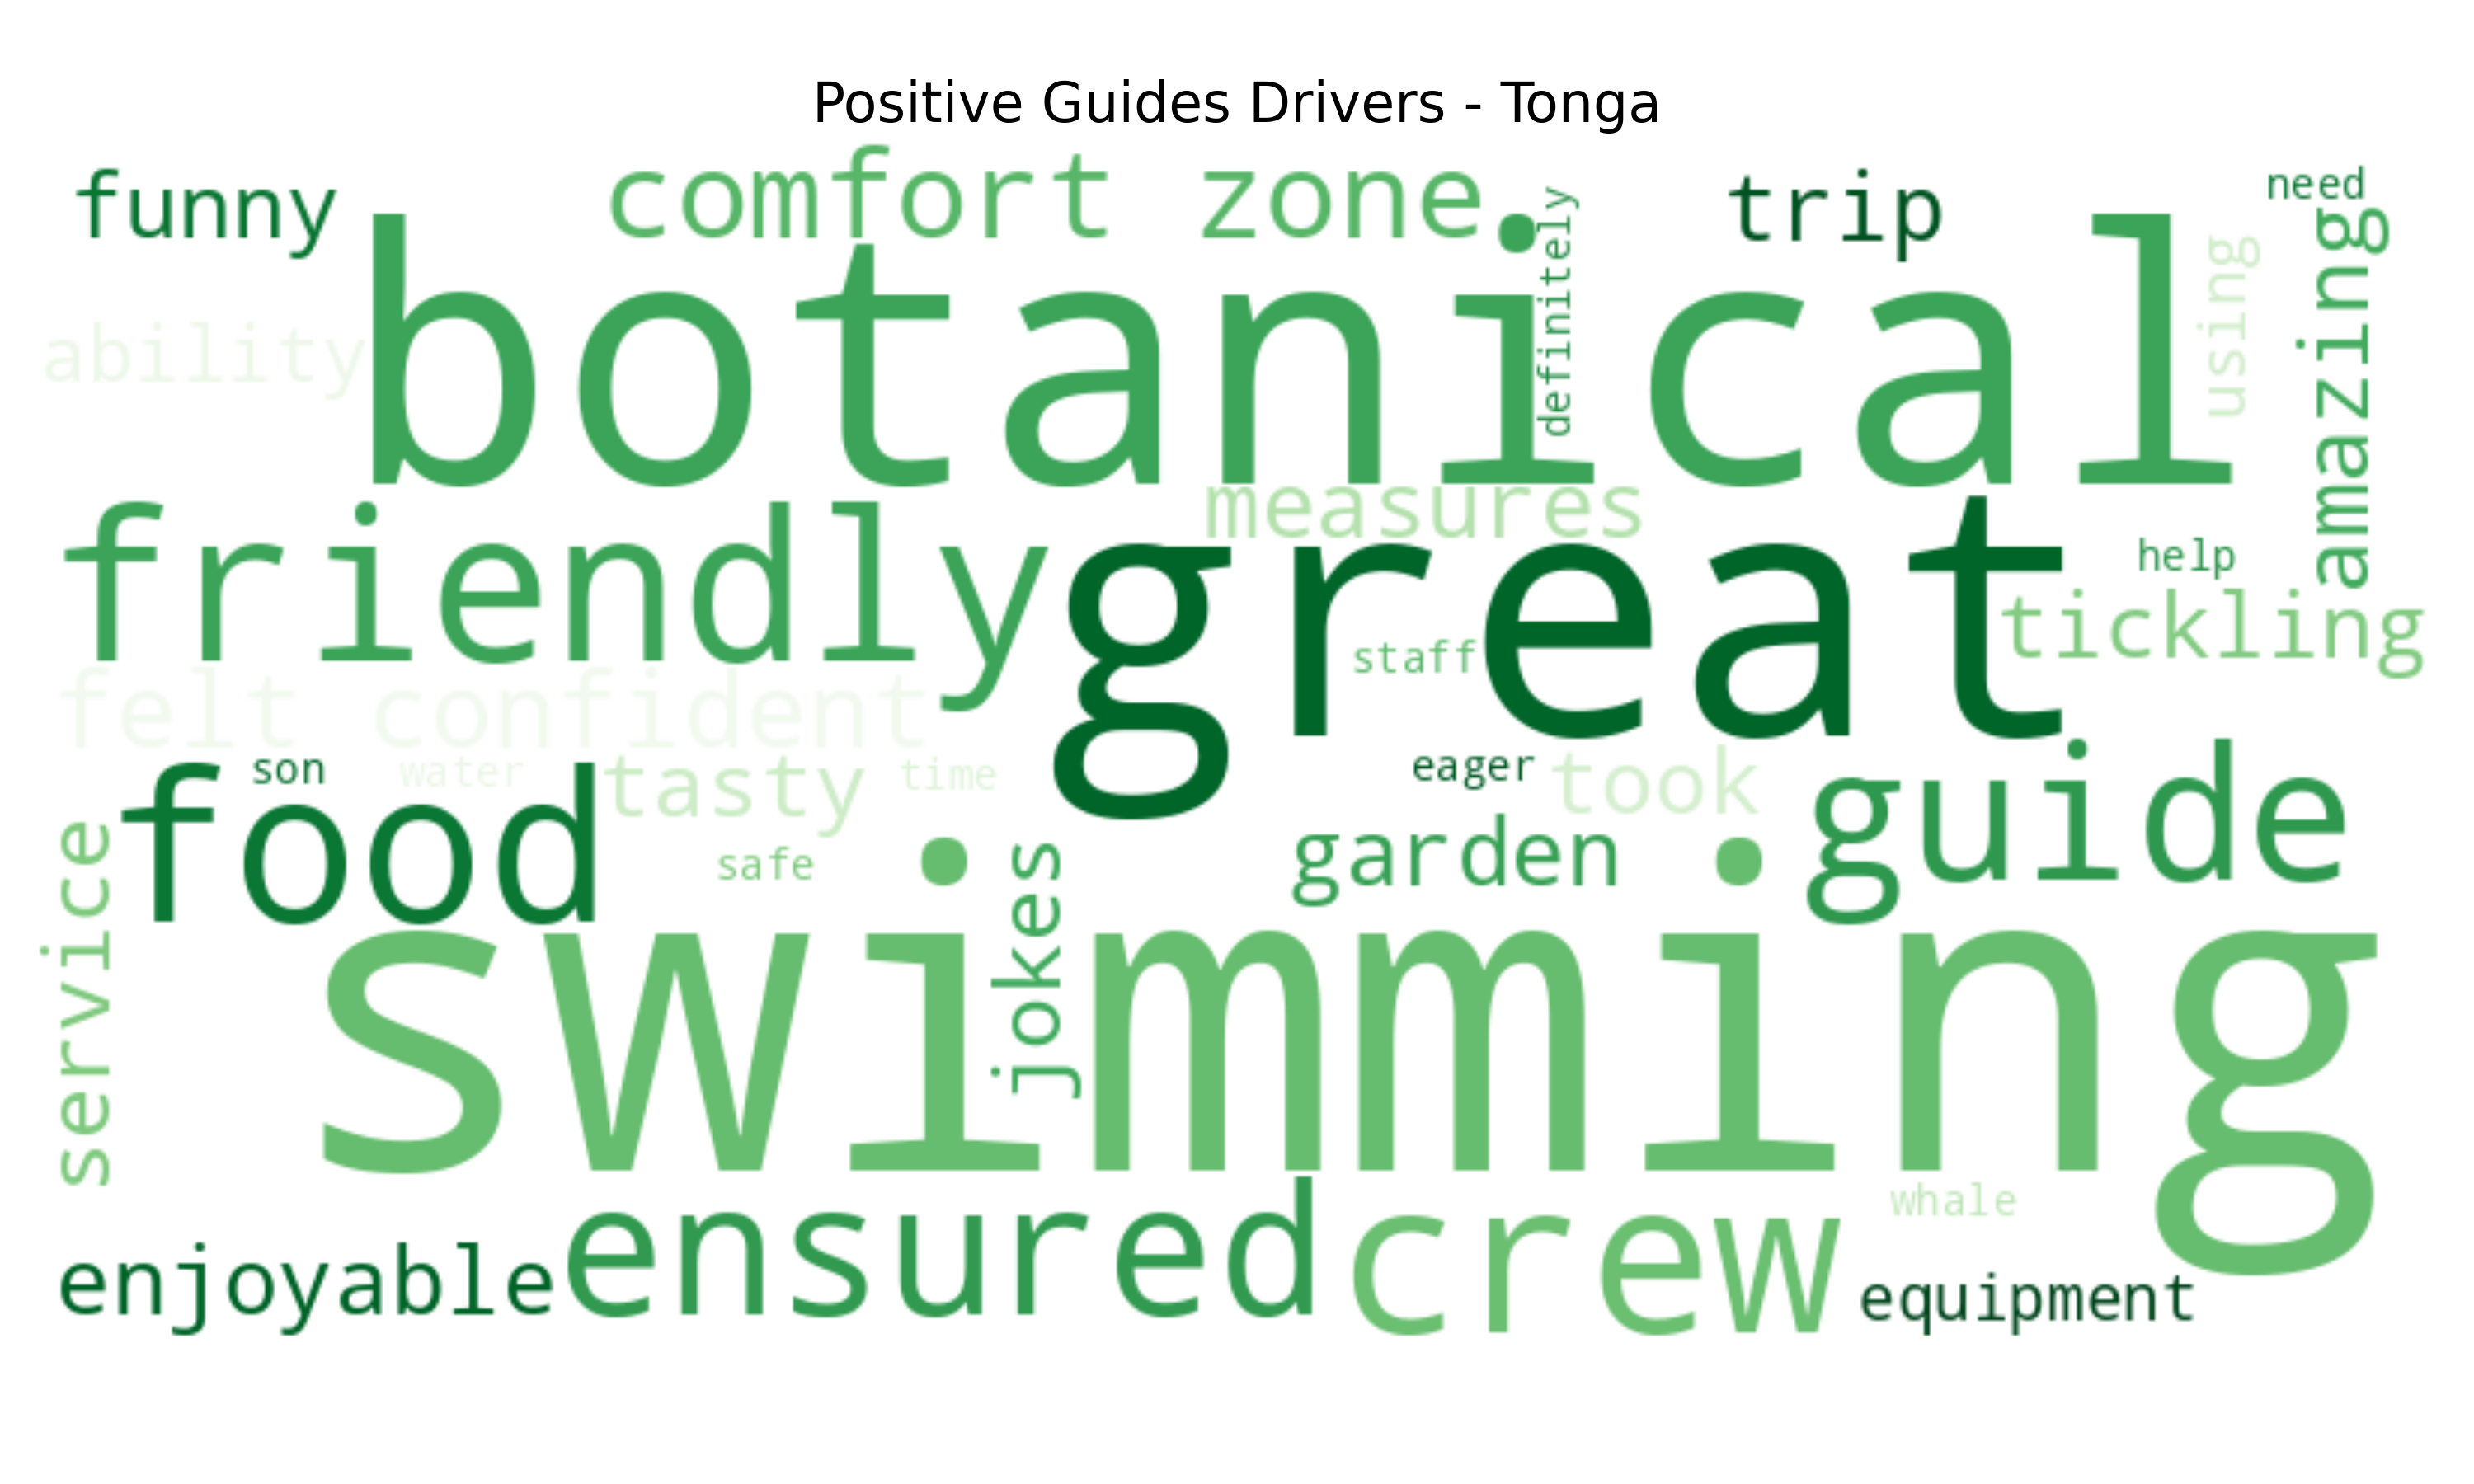 Positive Guides Drivers - Tonga
funny
comfort zone
trip
need
definitely
using
amazing
ability
botanical
measures
friendly
great
help
tickling
staff
felt confident
son
water
tasty
time
eager
took
guide
food
safe
jokes
garden
service
swimming
whale
enjoyable
ensured
crew
equipment